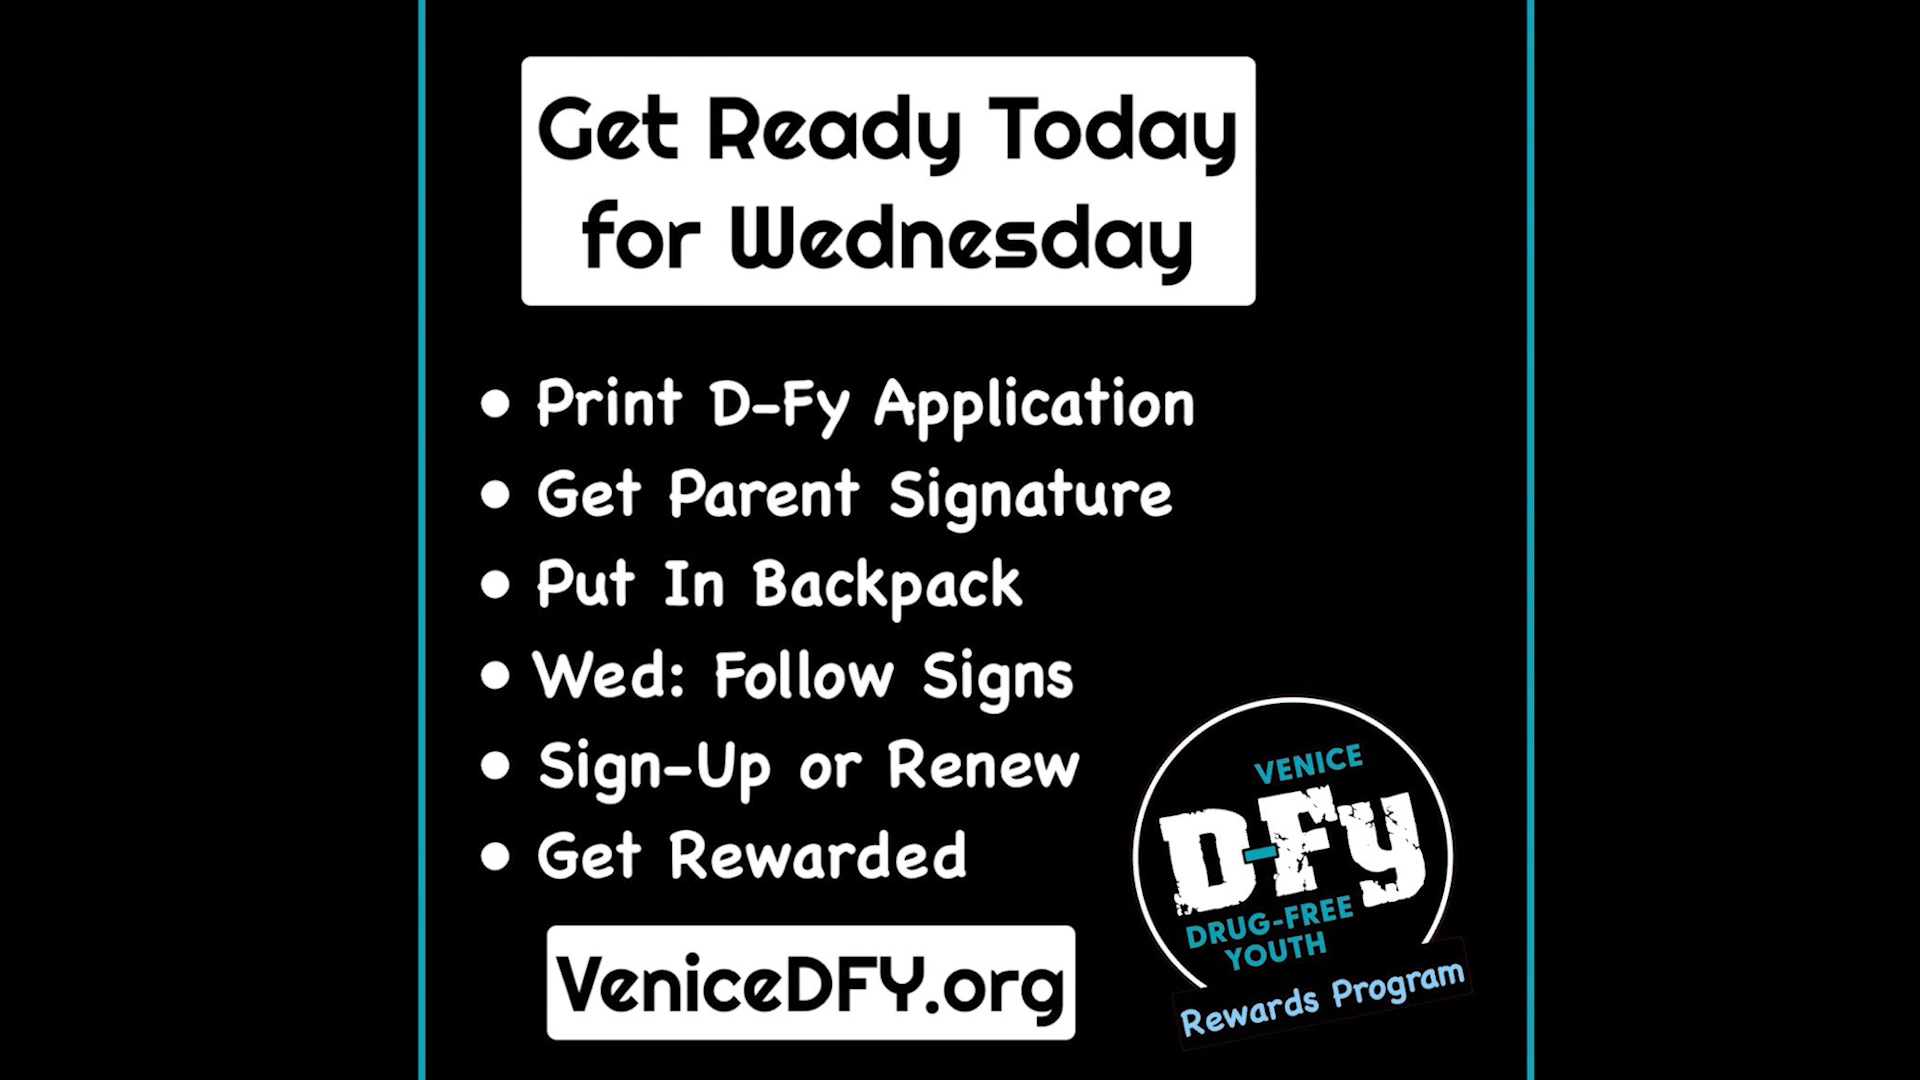 Get Ready Today
for Wednesday
• Print D-Fy Application
• Get Parent Signature
• Put In Backpack
• Wed: Follow Signs
• Sign-Up or Renew
• Get Rewarded
VeniceDFY.org
VENICE
D-Fy
DRUG-FREE
YOUTH
Rewards Program